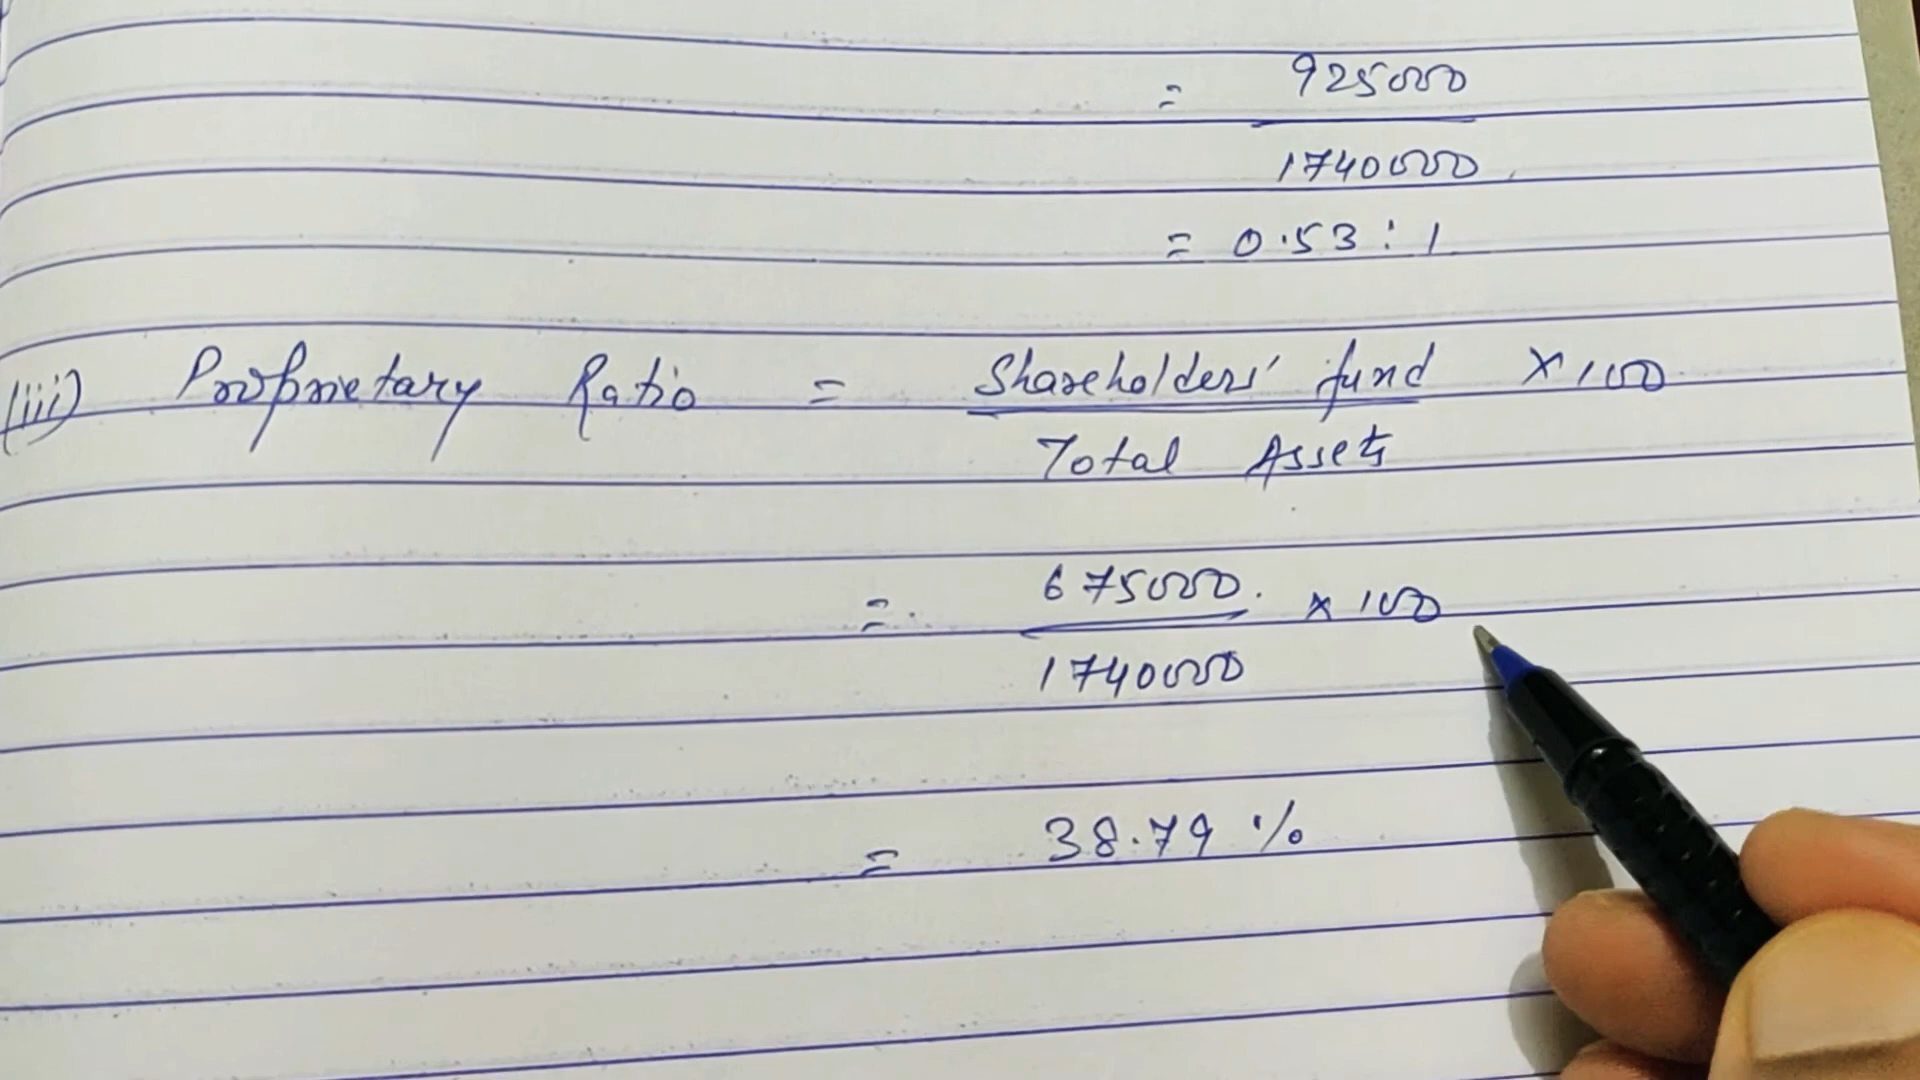 = 925000
1740000
= 0.53 : 1
(iii) Proprietary Ratio = Shareholders' fund × 100
Total Assets
= 675000 × 100
1740000
= 38.79 %